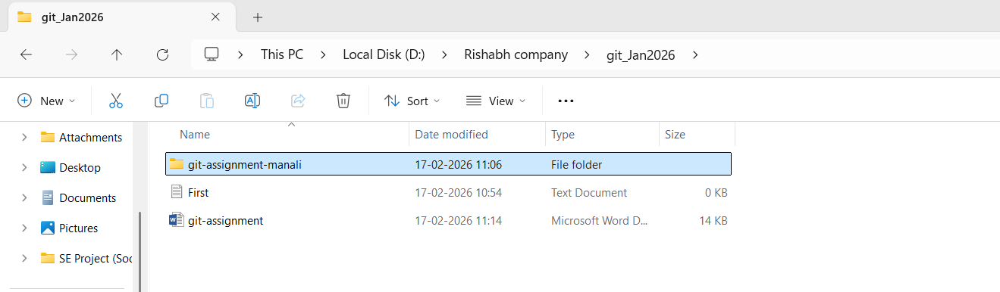 git_Jan2026
This PC > Local Disk (D:) > Rishabh company > git_Jan2026 >
New Sort View
Name Date modified Type Size
Attachments
Desktop
Documents
Pictures
SE Project (Soc
git-assignment-manali 17-02-2026 11:06 File folder
First 17-02-2026 10:54 Text Document 0 KB
git-assignment 17-02-2026 11:14 Microsoft Word D... 14 KB